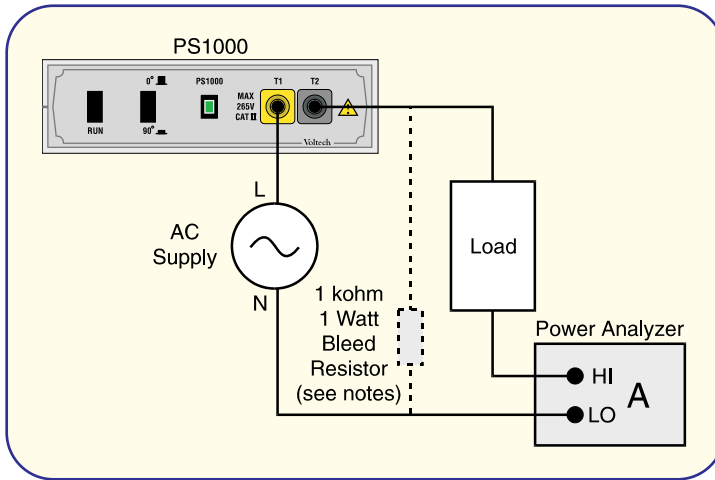 PS1000
0°
90°
RUN
PS1000
MAX
265V
CAT II
T1
T2
Voltech
L
AC
Supply
N
1 kohm
1 Watt
Bleed
Resistor
(see notes)
Load
Power Analyzer
HI
LO
A